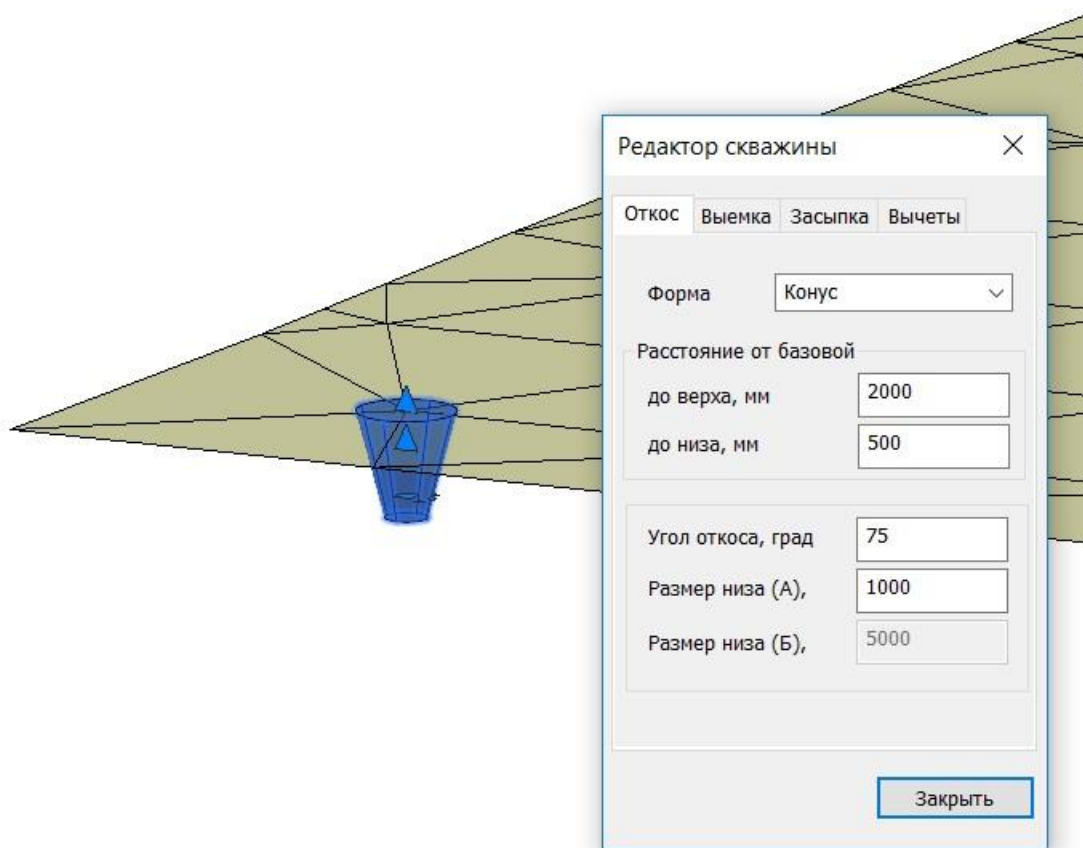 Редактор скважины
Откос Выемка Засыпка Вычеты
Форма Конус
Расстояние от базовой
до верха, мм 2000
до низа, мм 500
Угол откоса, град 75
Размер низа (А), 1000
Размер низа (Б), 5000
Закрыть